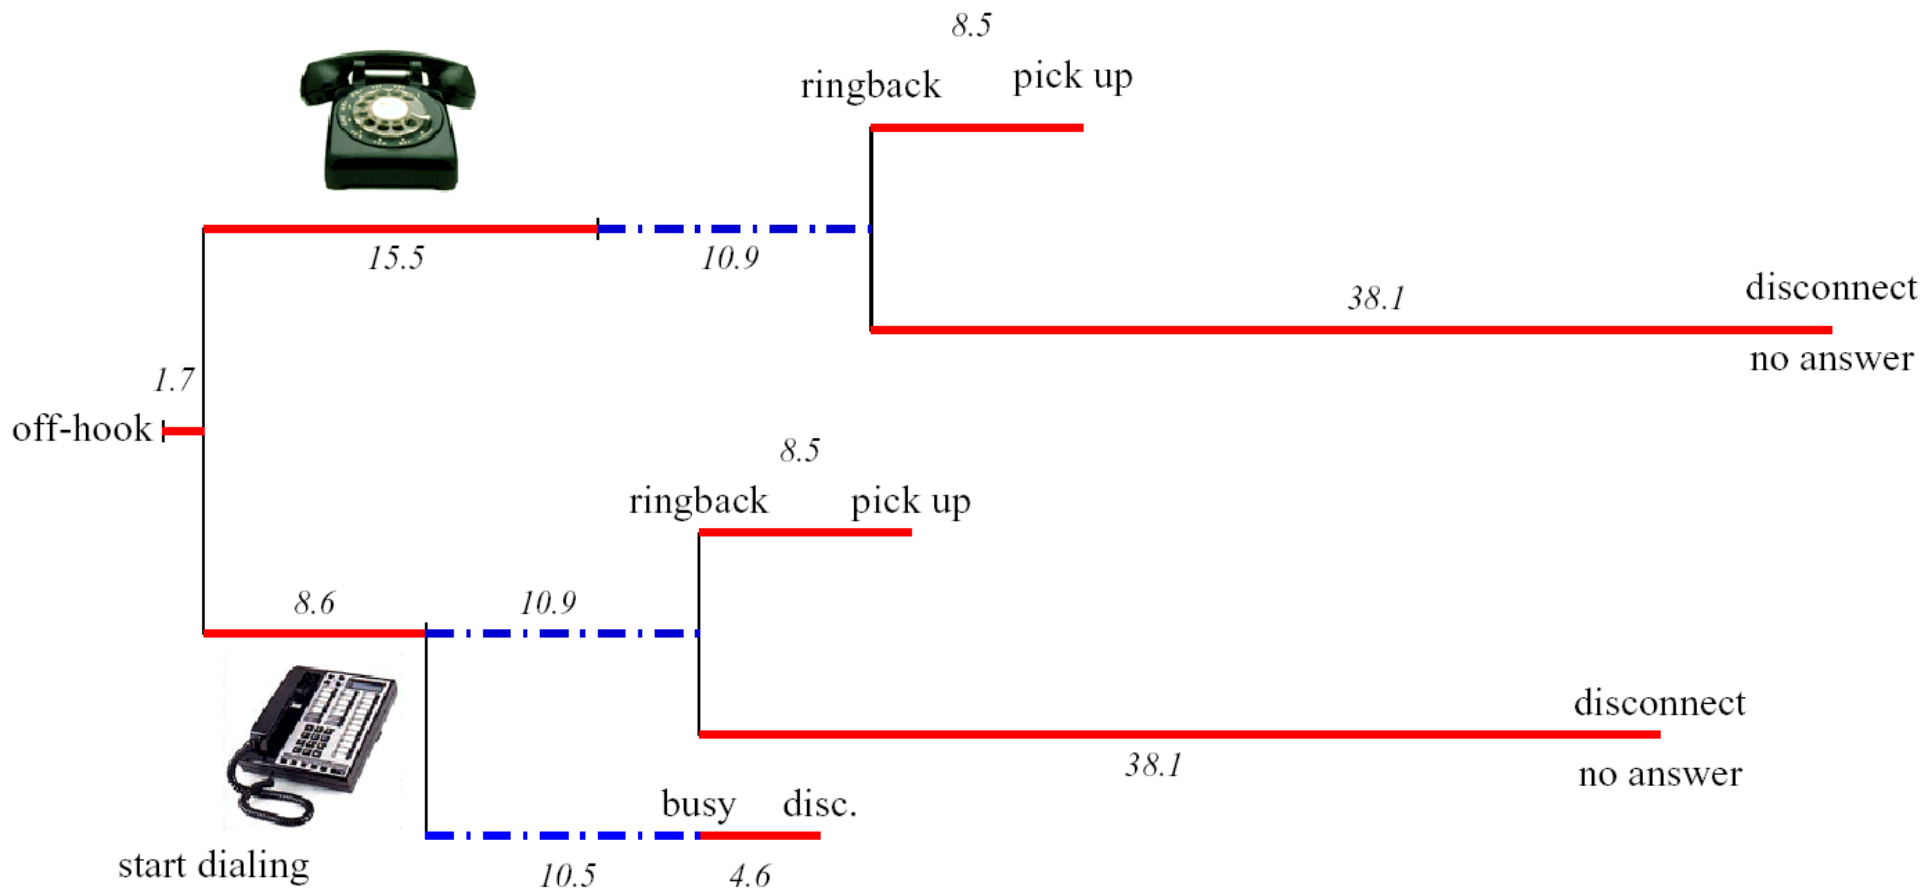 8.5
ringback
pick up
15.5
10.9
38.1
disconnect
no answer
1.7
off-hook
8.5
ringback
pick up
8.6
10.9
disconnect
38.1
no answer
busy
disc.
start dialing
10.5
4.6